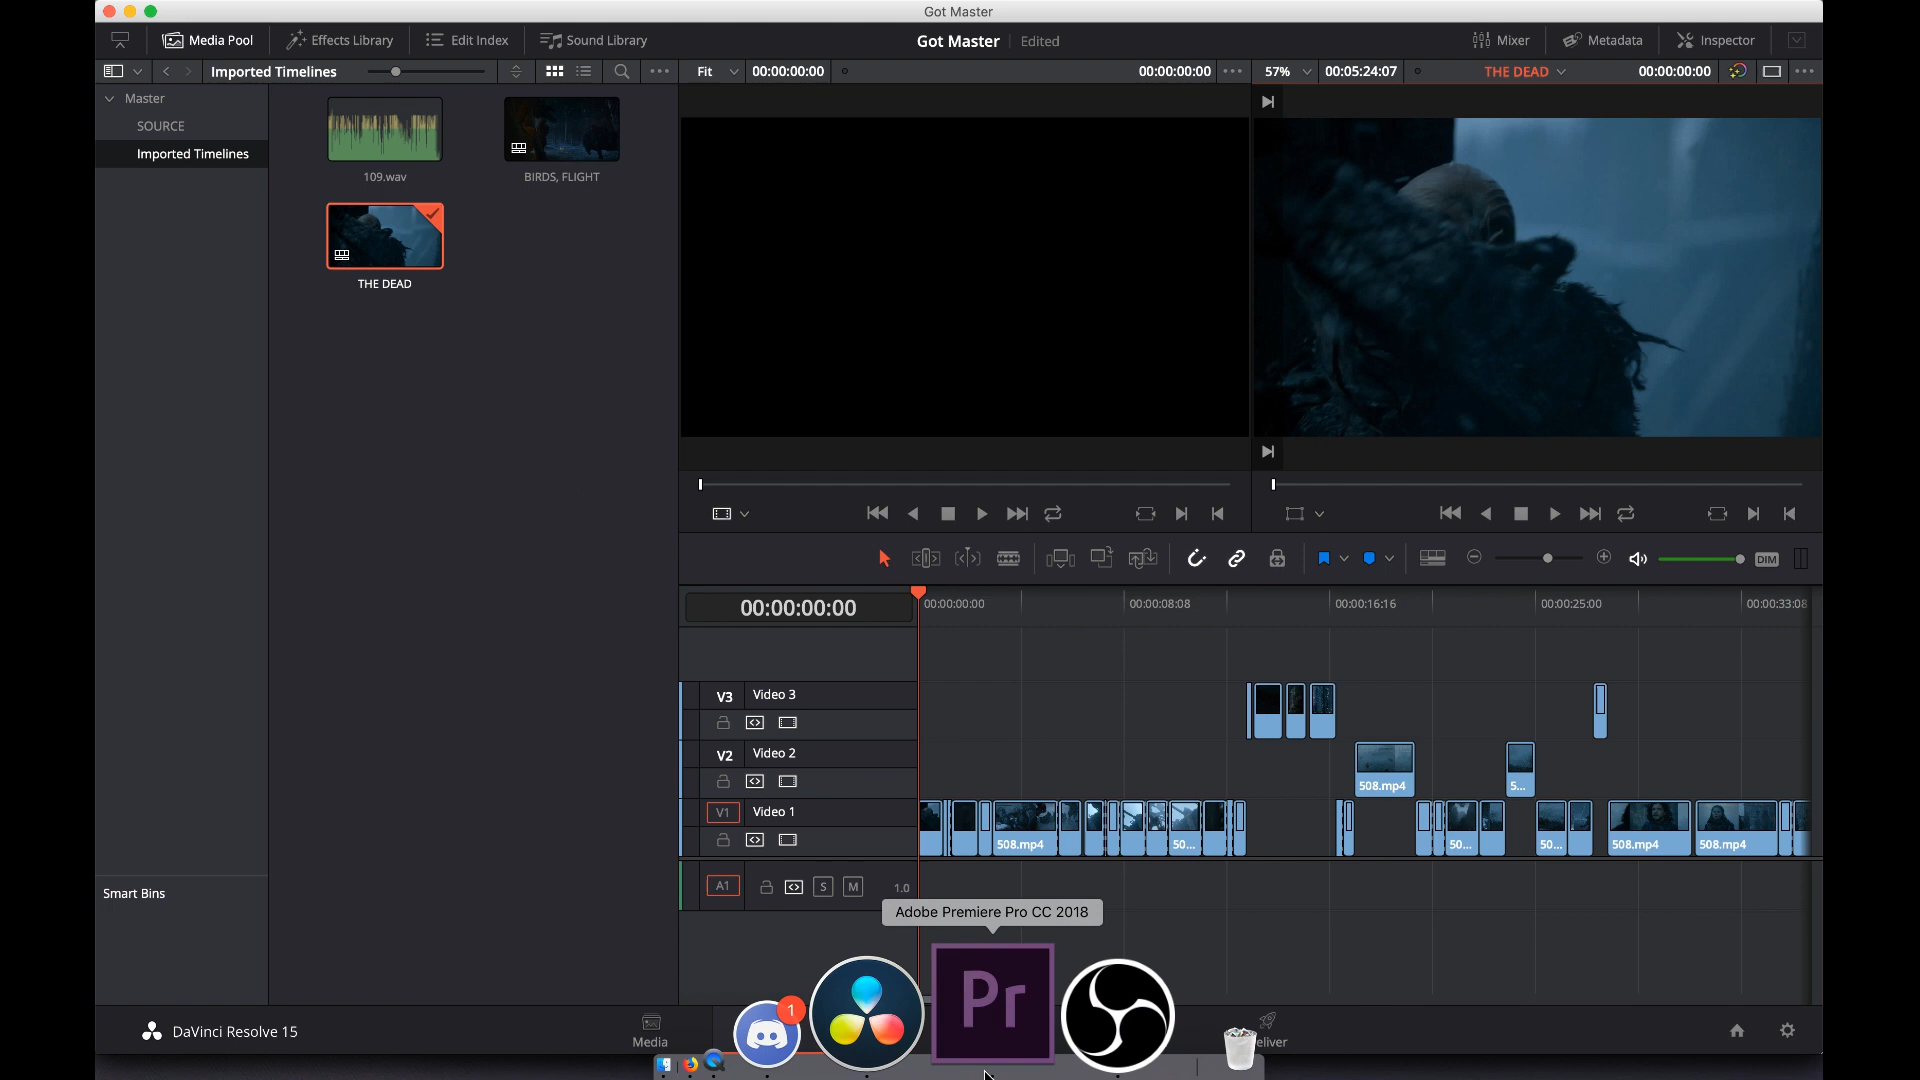 Got Master
Media Pool
Effects Library
Edit Index
Sound Library
Got Master
Edited
Mixer
Metadata
Inspector
Imported Timelines
Fit
00:00:00:00
00:00:00:00
57%
00:05:24:07
THE DEAD
00:00:00:00
Master
SOURCE
Imported Timelines
109.wav
BIRDS, FLIGHT
THE DEAD
DIM
00:00:00:00
00:00:00:00
00:00:08:08
00:00:16:16
00:00:25:00
00:00:33:08
V3
Video 3
V2
Video 2
508.mp4
5...
V1
Video 1
508.mp4
50...
50...
50...
508.mp4
508.mp4
A1
S
M
1.0
Smart Bins
Adobe Premiere Pro CC 2018
Pr
1
DaVinci Resolve 15
Media
eliver